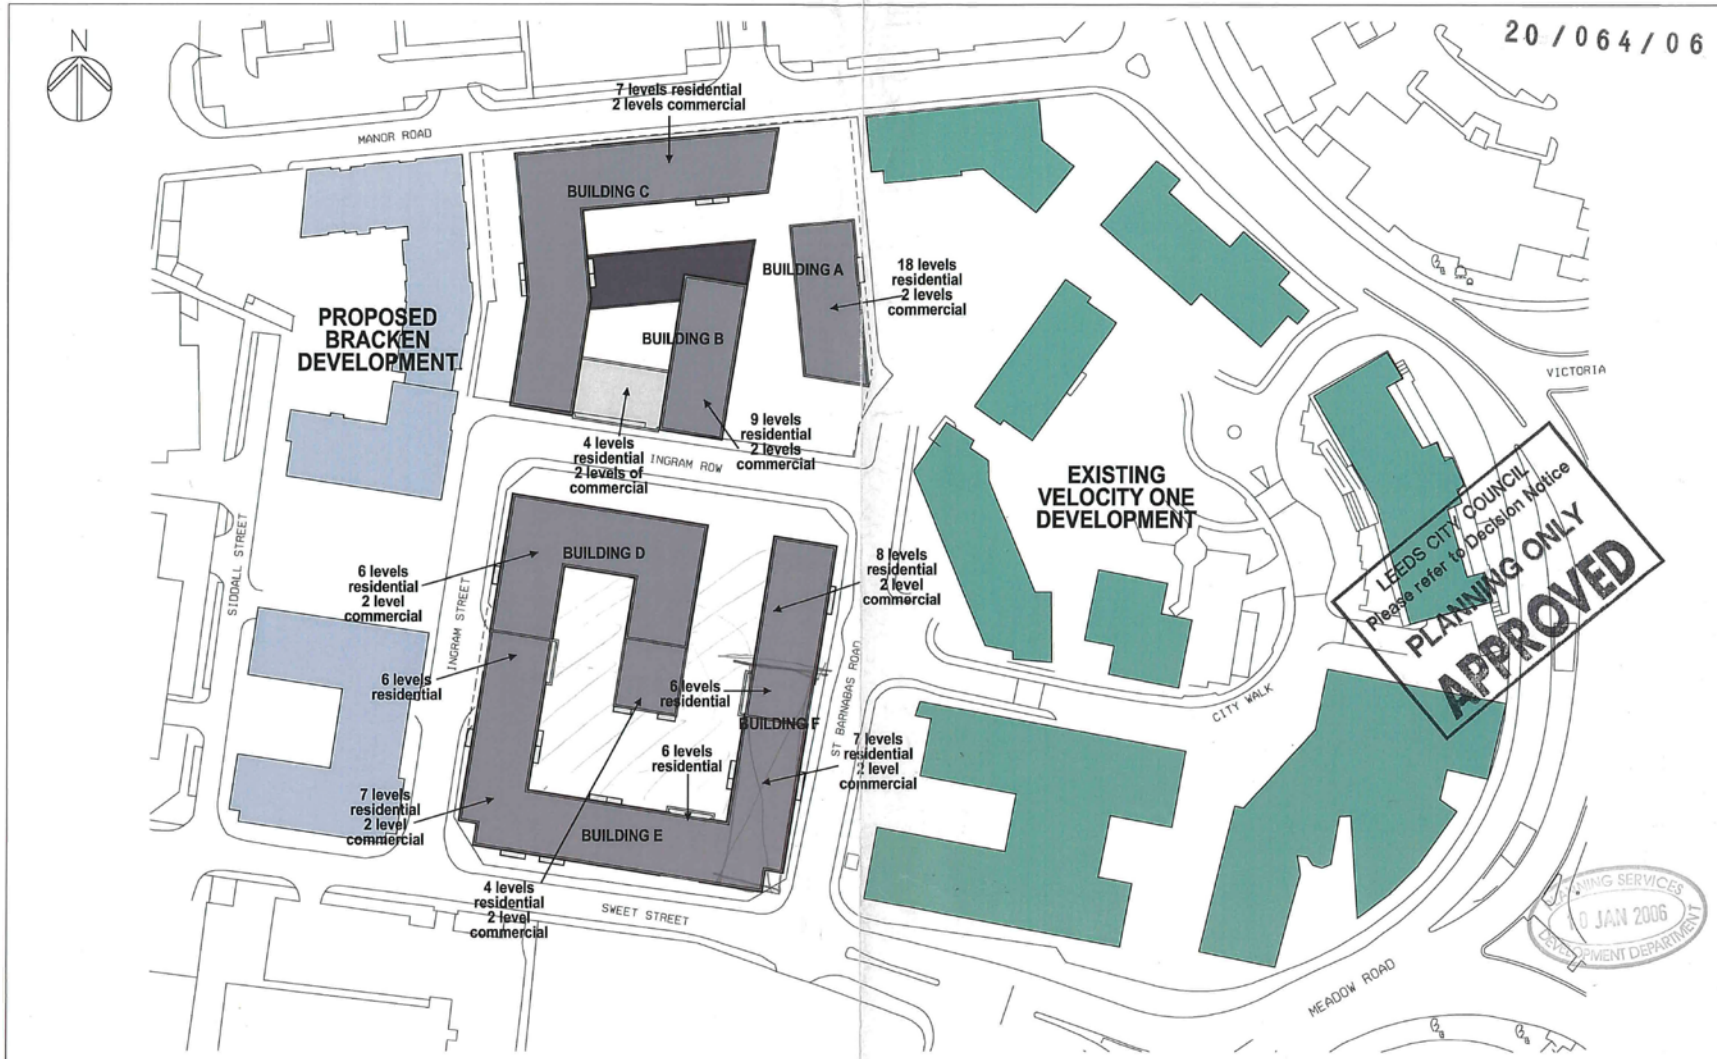 20/064/06
N
MANOR ROAD
7 levels residential
2 levels commercial
BUILDING C
BUILDING A
18 levels
residential
2 levels
commercial
PROPOSED
BRACKEN
DEVELOPMENT
BUILDING B
VICTORIA
4 levels
residential
2 levels of
commercial
9 levels
residential
2 levels
commercial
INGRAM ROW
EXISTING
VELOCITY ONE
DEVELOPMENT
LEEDS CITY COUNCIL
Please refer to Decision Notice
PLANNING ONLY
APPROVED
SIDDALL STREET
INGRAM STREET
BUILDING D
6 levels
residential
2 level
commercial
8 levels
residential
2 level
commercial
6 levels
residential
6 levels
residential
BUILDING F
ST BARNABAS ROAD
CITY WALK
6 levels
residential
7 levels
residential
2 level
commercial
7 levels
residential
2 level
commercial
BUILDING E
4 levels
residential
2 level
commercial
SWEET STREET
MEADOW ROAD
PLANNING SERVICES
10 JAN 2006
DEVELOPMENT DEPARTMENT